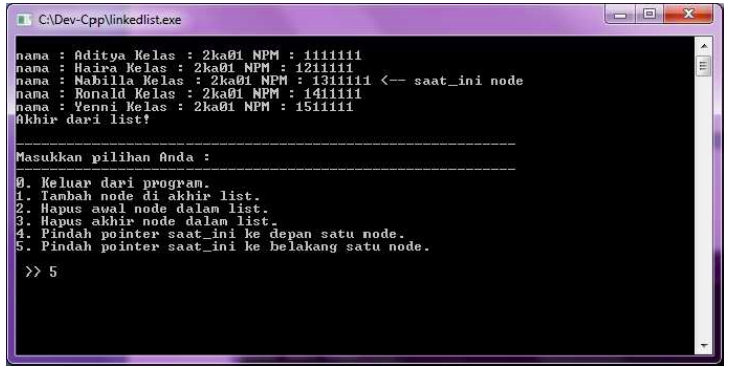 C:\Dev-Cpp\linkedlist.exe
nama : Aditya Kelas : 2ka01 NPM : 1111111
nama : Haira Kelas : 2ka01 NPM : 1211111
nama : Nabilla Kelas : 2ka01 NPM : 1311111 <-- saat_ini node
nama : Ronald Kelas : 2ka01 NPM : 1411111
nama : Yenni Kelas : 2ka01 NPM : 1511111
Akhir dari list!
Masukkan pilihan Anda :
0. Keluar dari program.
1. Tambah node di akhir list.
2. Hapus awal node dalam list.
3. Hapus akhir node dalam list.
4. Pindah pointer saat_ini ke depan satu node.
5. Pindah pointer saat_ini ke belakang satu node.
>> 5